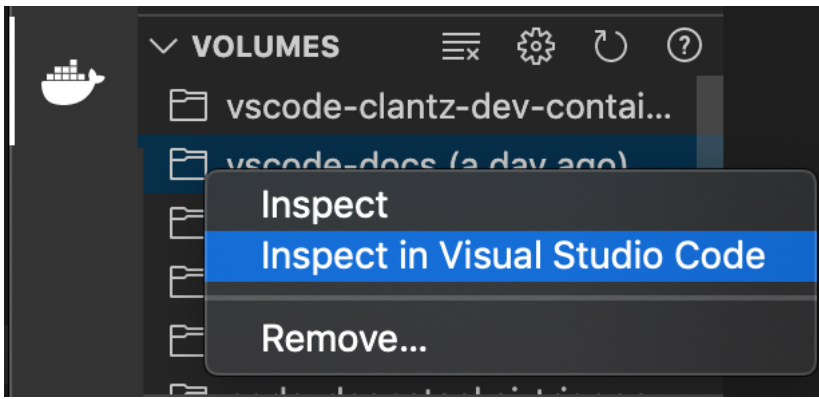 VOLUMES
vscode-clantz-dev-contai...
vscode-docs (a day ago)
Inspect
Inspect in Visual Studio Code
Remove...